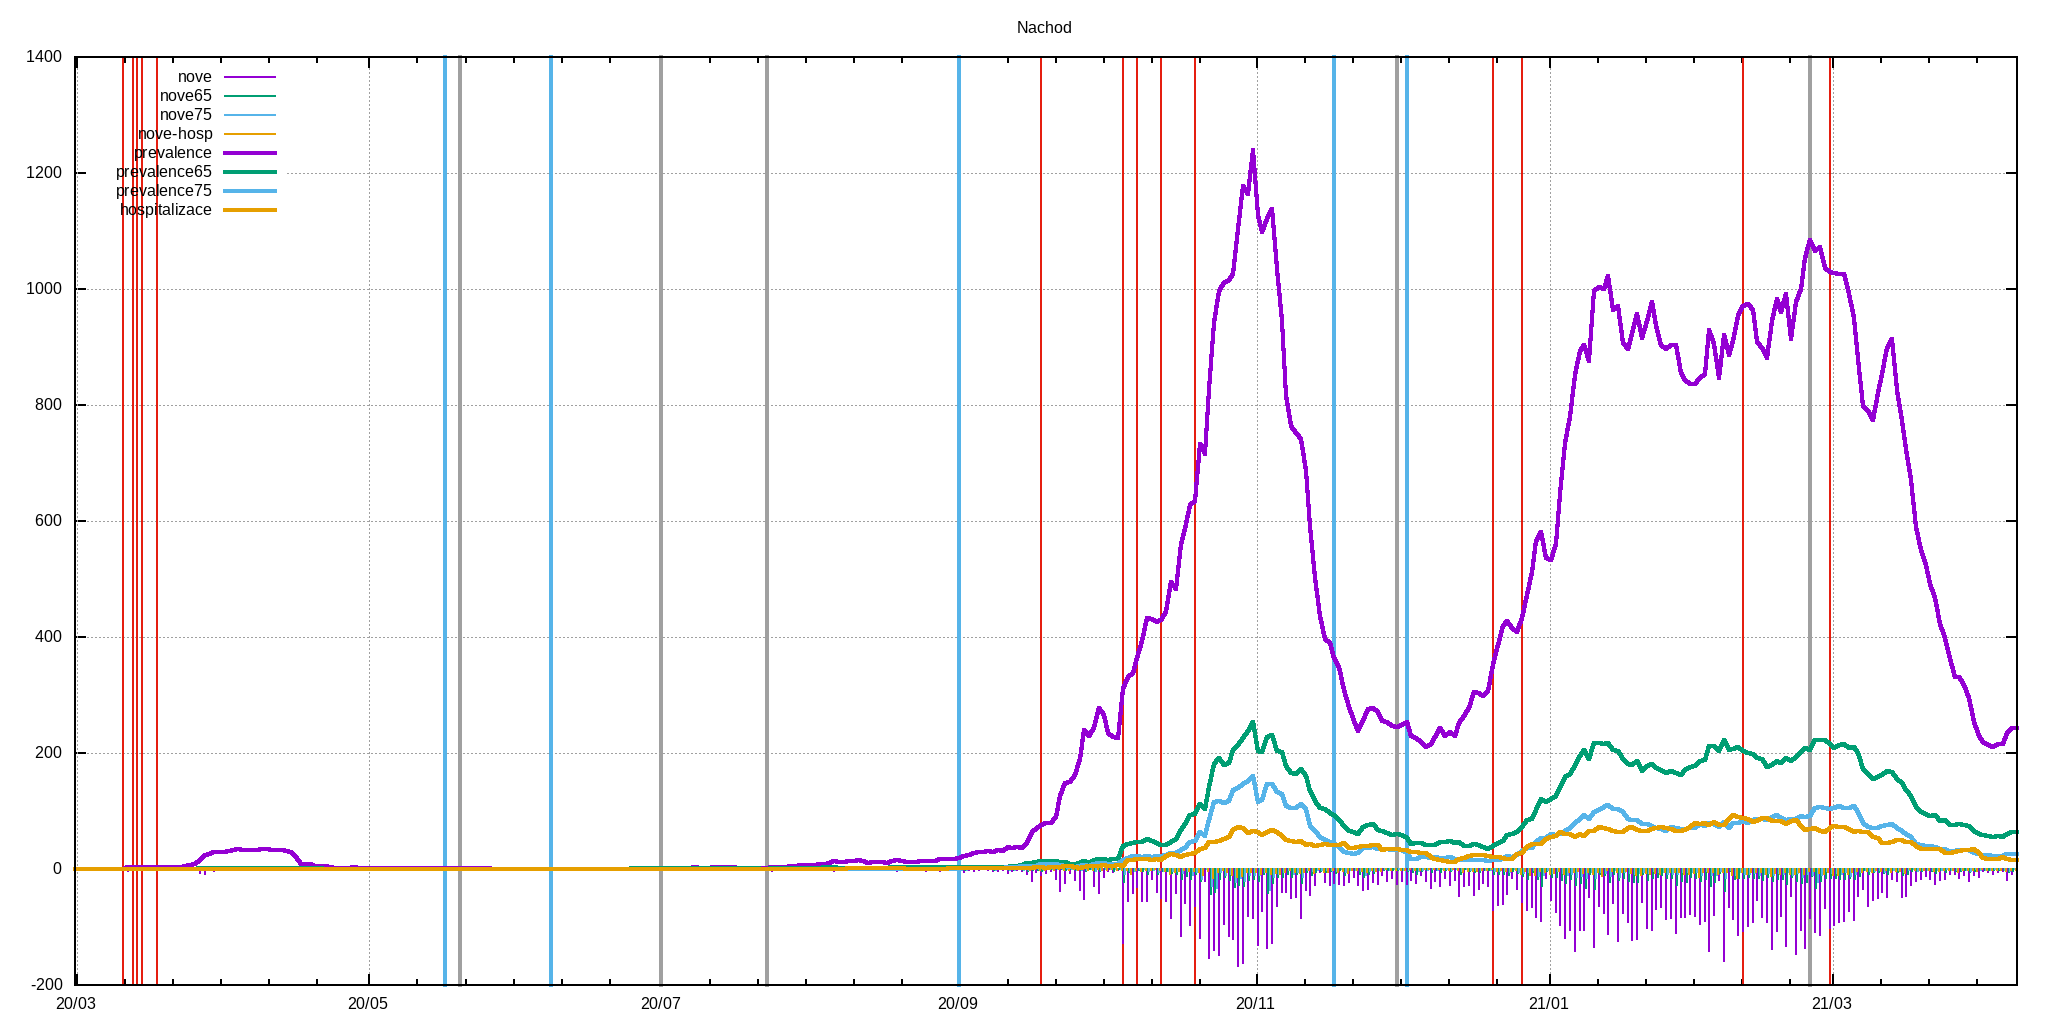 Nachod
1400
1200
1000
800
600
400
200
0
-200
nove
nove65
nove75
nove-hosp
prevalence
prevalence65
prevalence75
hospitalizace
20/03 20/05 20/07 20/09 20/11 21/01 21/03